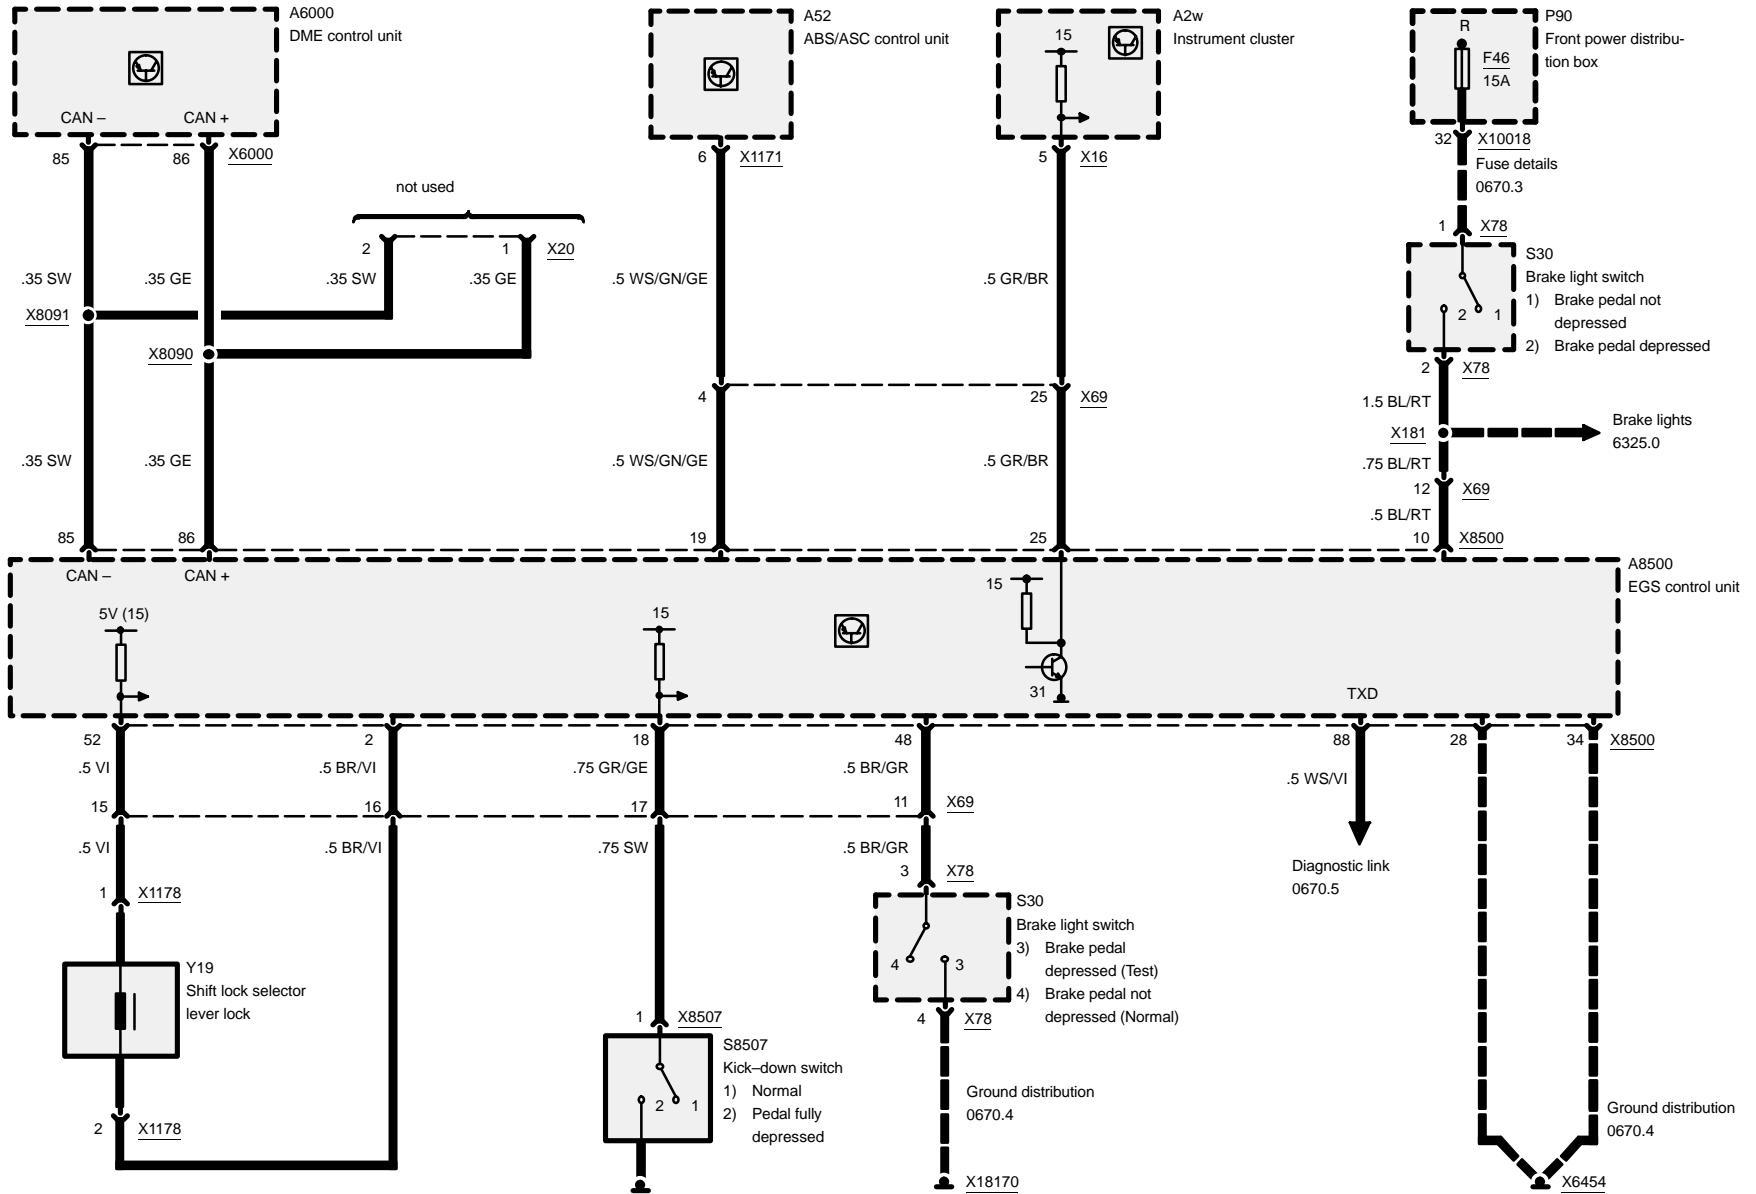 A6000
DME control unit
CAN –
CAN +
85
86
X6000
A52
ABS/ASC control unit
6
X1171
A2w
Instrument cluster
15
5
X16
P90
Front power distribu-
tion box
R
F46
15A
32
X10018
Fuse details
0670.3
not used
2
1
X20
.35 SW
.35 GE
.35 SW
.35 GE
.5 WS/GN/GE
.5 GR/BR
X8091
X8090
1
X78
S30
Brake light switch
1) Brake pedal not
depressed
2) Brake pedal depressed
2
1
2
X78
4
25
X69
1.5 BL/RT
X181
Brake lights
6325.0
.35 SW
.35 GE
.5 WS/GN/GE
.5 GR/BR
.75 BL/RT
12
X69
.5 BL/RT
85
86
19
25
10
X8500
A8500
EGS control unit
CAN –
CAN +
5V (15)
15
15
31
TXD
52
2
18
48
88
28
34
X8500
.5 VI
.5 BR/VI
.75 GR/GE
.5 BR/GR
.5 WS/VI
15
16
17
11
X69
.5 VI
.5 BR/VI
.75 SW
.5 BR/GR
Diagnostic link
0670.5
1
X1178
3
X78
S30
Brake light switch
3) Brake pedal
depressed (Test)
4) Brake pedal not
depressed (Normal)
4
3
Y19
Shift lock selector
lever lock
1
X8507
4
X78
S8507
Kick–down switch
1) Normal
2) Pedal fully
depressed
2
1
2
X1178
Ground distribution
0670.4
Ground distribution
0670.4
X18170
X6454